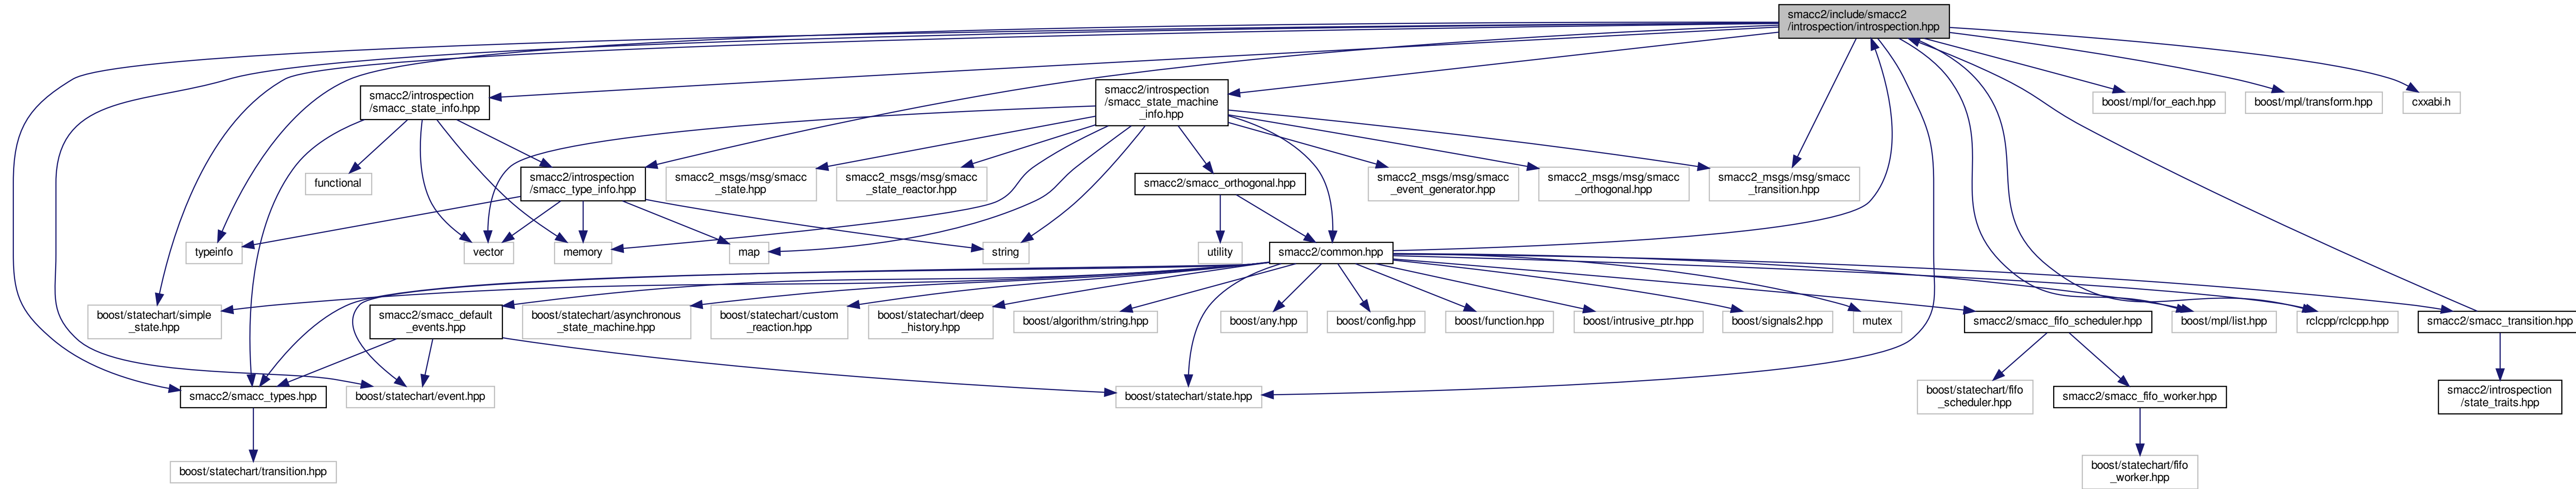 smacc2/include/smacc2
/introspection/introspection.hpp
smacc2/introspection
/smacc_state_info.hpp
smacc2/introspection
/smacc_state_machine
_info.hpp
boost/mpl/for_each.hpp
boost/mpl/transform.hpp
cxxabi.h
functional
smacc2/introspection
/smacc_type_info.hpp
smacc2_msgs/msg/smacc
_state.hpp
smacc2_msgs/msg/smacc
_state_reactor.hpp
smacc2/smacc_orthogonal.hpp
smacc2_msgs/msg/smacc
_event_generator.hpp
smacc2_msgs/msg/smacc
_orthogonal.hpp
smacc2_msgs/msg/smacc
_transition.hpp
typeinfo
vector
memory
map
string
utility
smacc2/common.hpp
boost/statechart/simple
_state.hpp
smacc2/smacc_default
_events.hpp
boost/statechart/asynchronous
_state_machine.hpp
boost/statechart/custom
_reaction.hpp
boost/statechart/deep
_history.hpp
boost/algorithm/string.hpp
boost/any.hpp
boost/config.hpp
boost/function.hpp
boost/intrusive_ptr.hpp
boost/signals2.hpp
mutex
smacc2/smacc_fifo_scheduler.hpp
boost/mpl/list.hpp
rclcpp/rclcpp.hpp
smacc2/smacc_transition.hpp
smacc2/smacc_types.hpp
boost/statechart/event.hpp
boost/statechart/state.hpp
boost/statechart/fifo
_scheduler.hpp
smacc2/smacc_fifo_worker.hpp
smacc2/introspection
/state_traits.hpp
boost/statechart/transition.hpp
boost/statechart/fifo
_worker.hpp